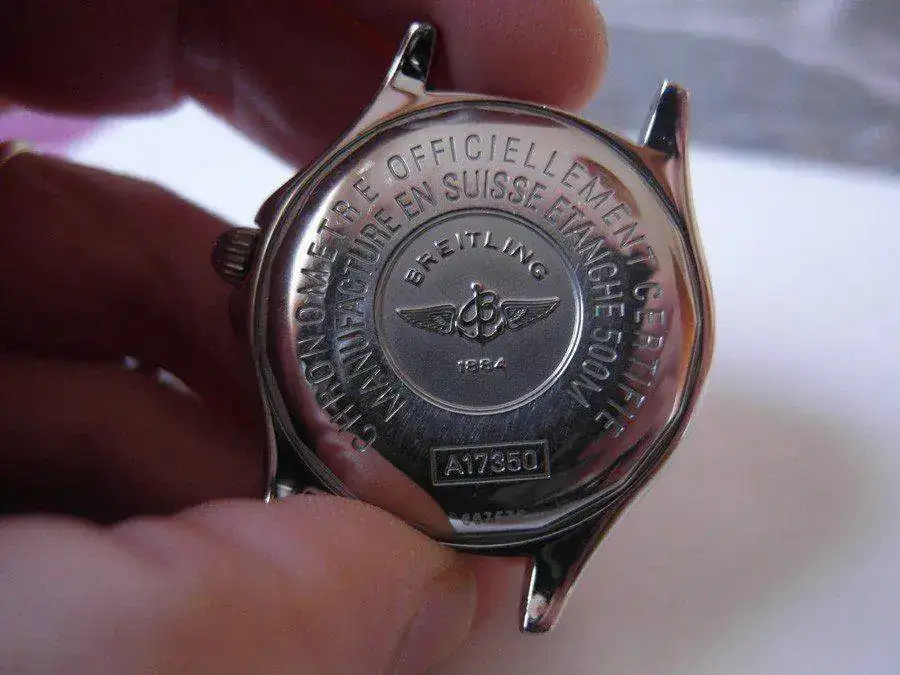 CHRONOMETRE OFFICIELLEMENT CERTIFIE
MANUFACTURE EN SUISSE ETANCHE 500M
BREITLING
1884
A17350